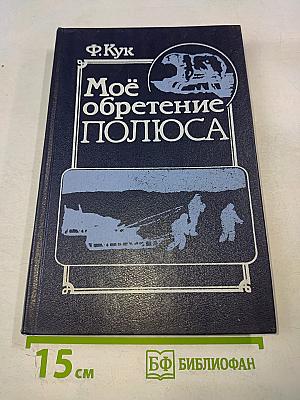 Ф. Кук
Моё
обретение
ПОЛЮСА
15 см
БФ БИБЛИОФАН